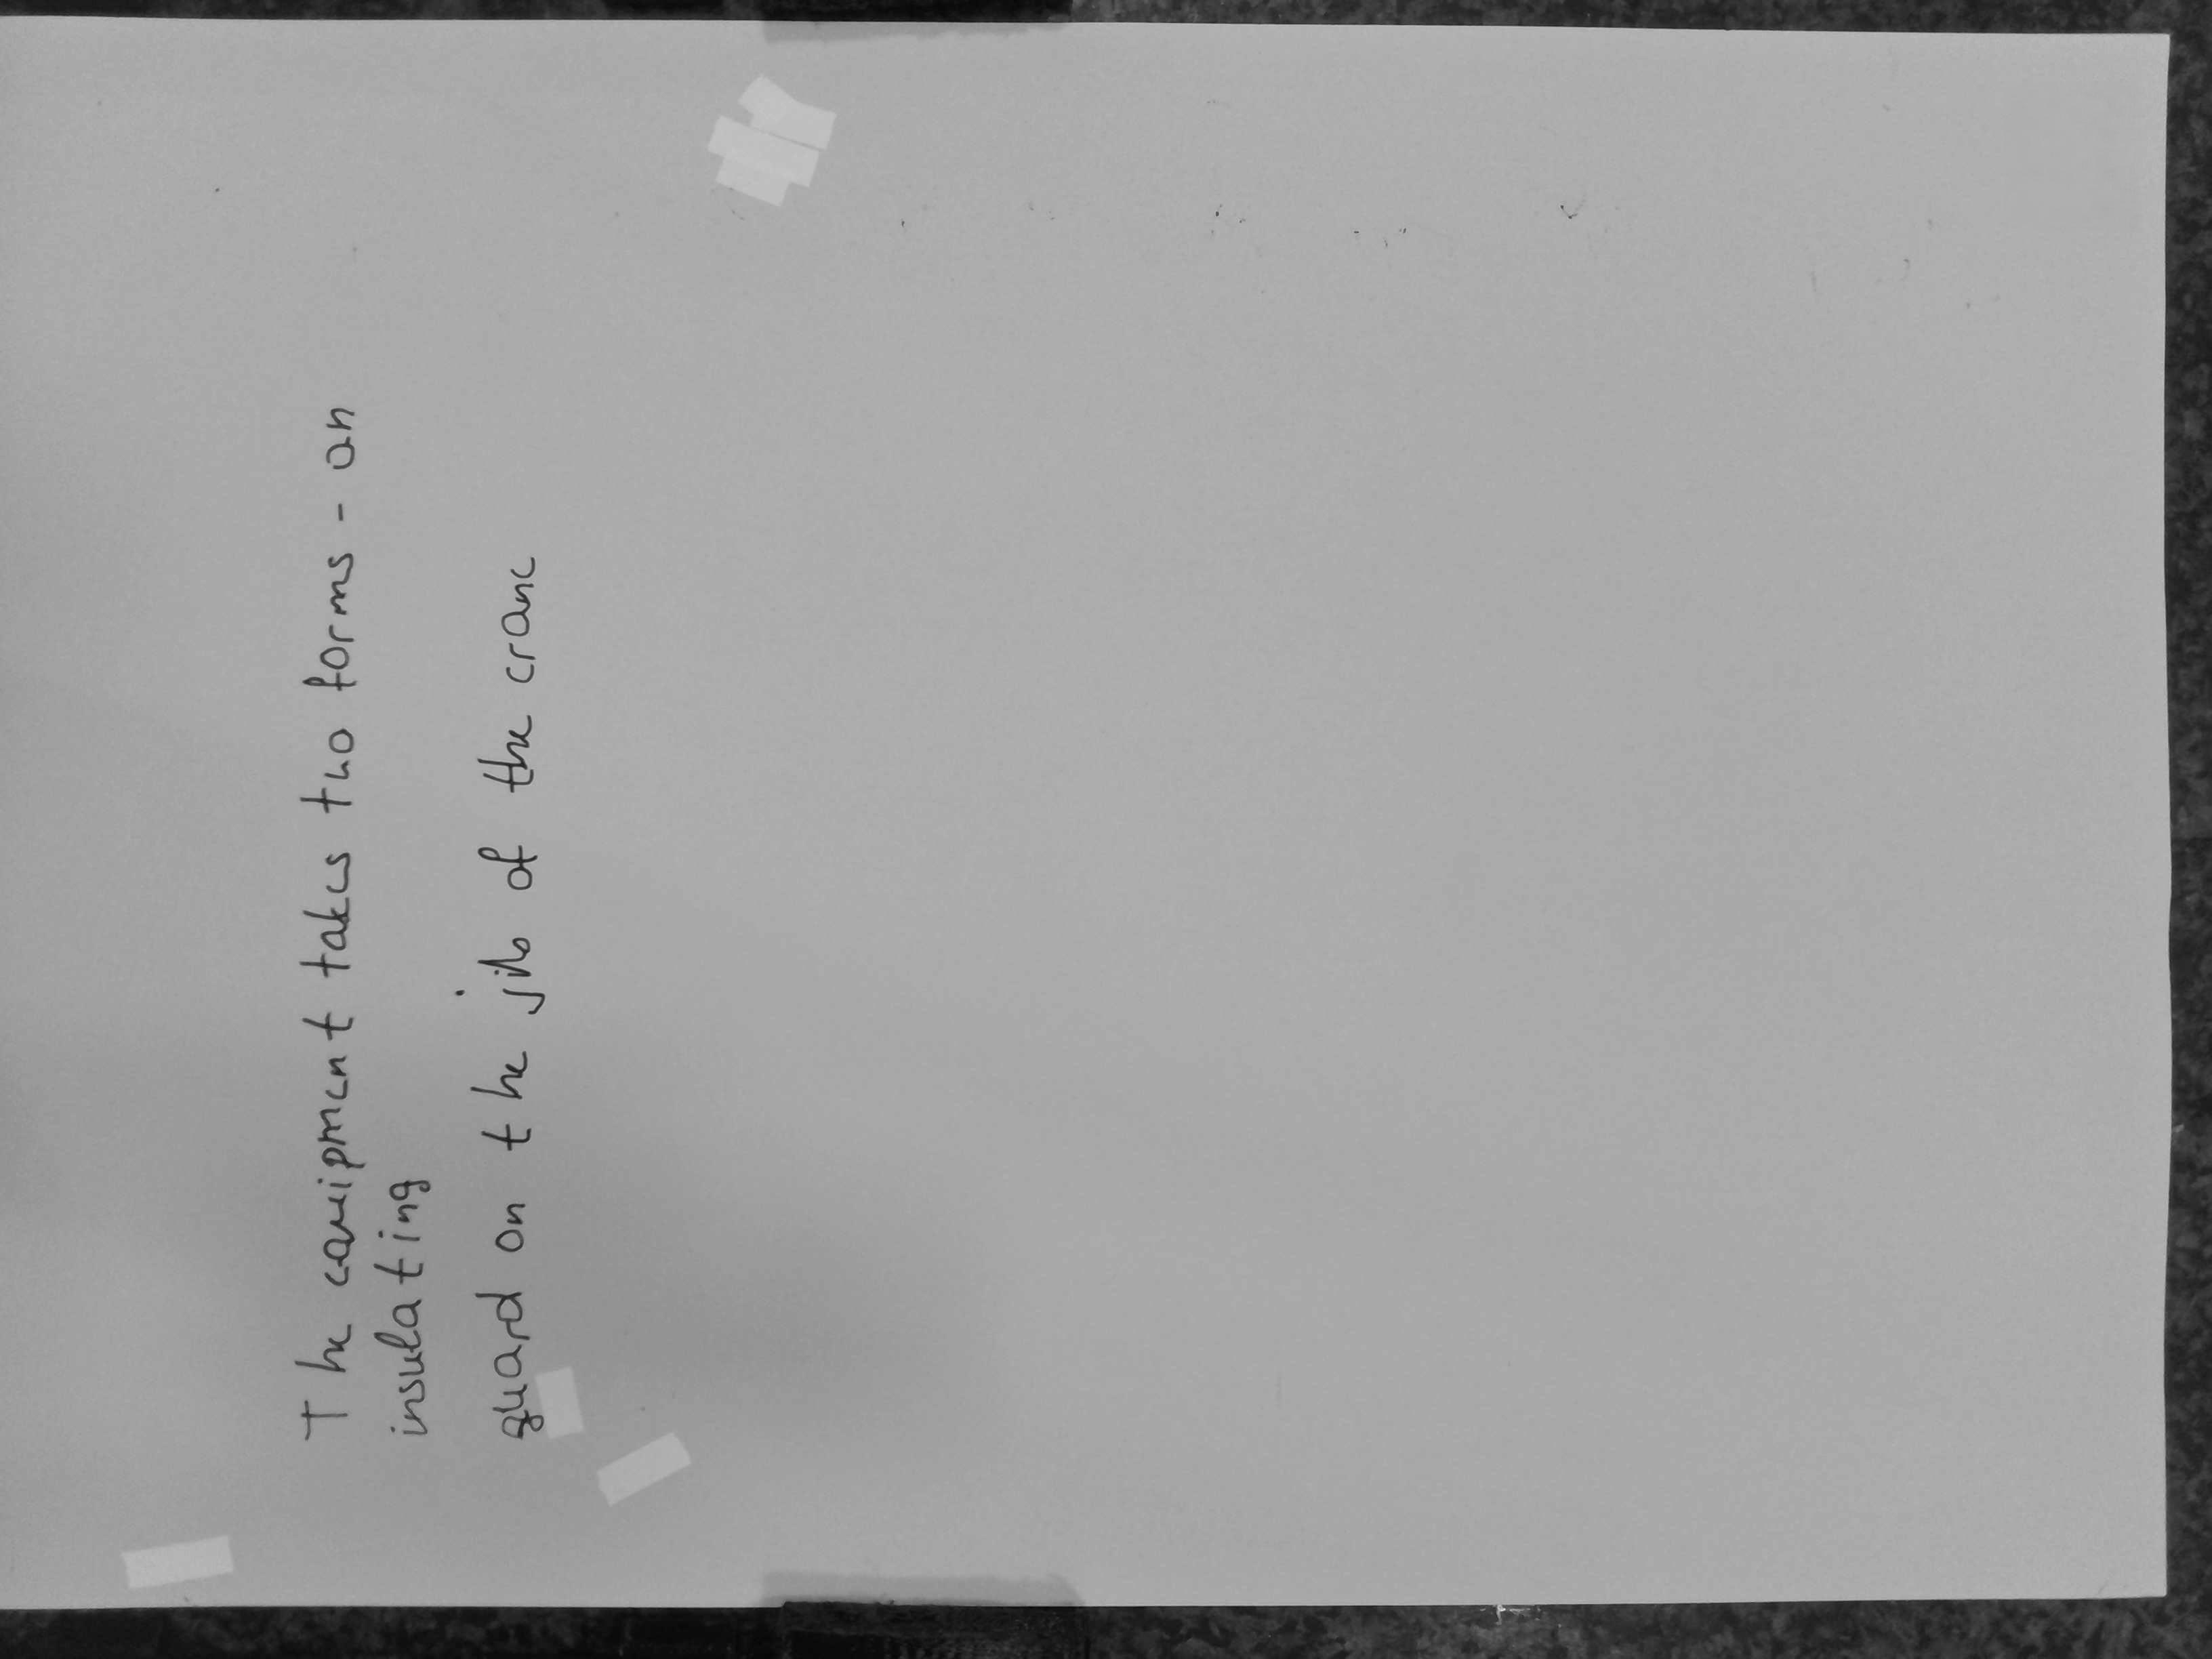 The equipment takes two forms - an
insulating
guard on the jib of the crane